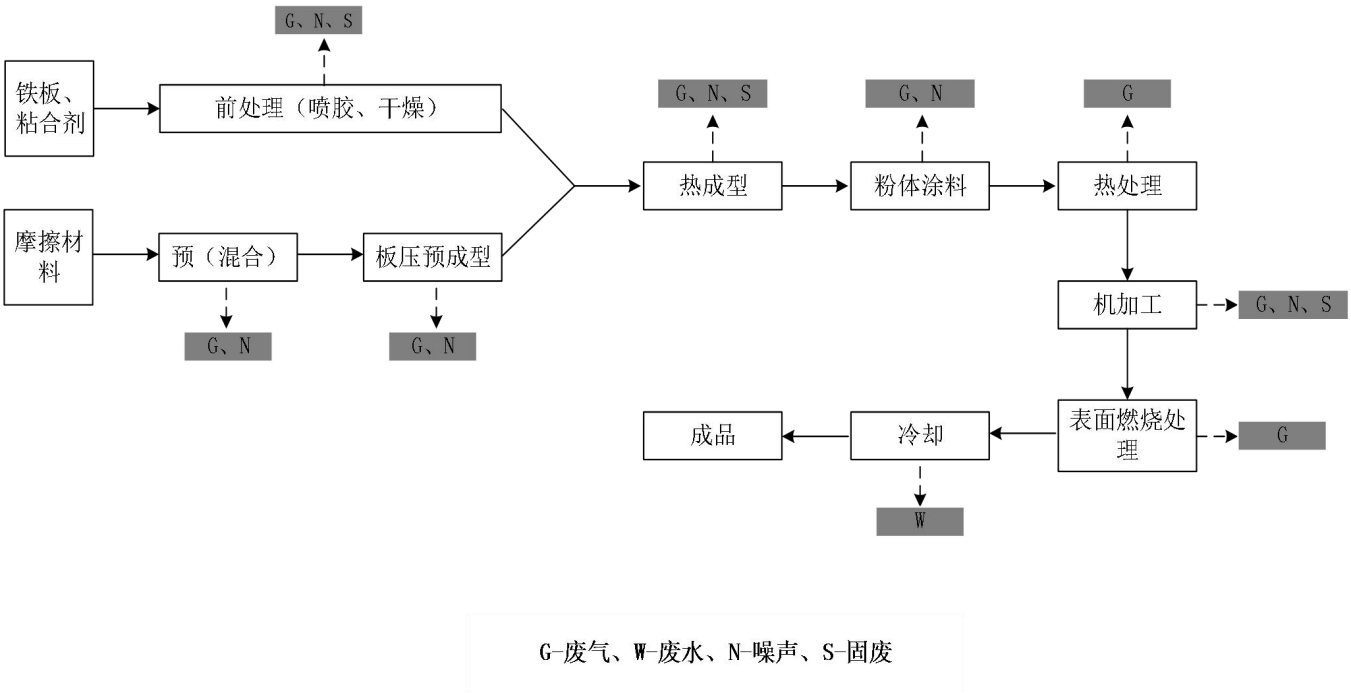 G、N、S
铁板、
粘合剂
前处理（喷胶、干燥）
G、N、S
G、N
G
热成型
粉体涂料
热处理
摩擦材
料
预（混合）
板压预成型
G、N
G、N
机加工
G、N、S
成品
冷却
表面燃烧处
理
G
W
G-废气、W-废水、N-噪声、S-固废